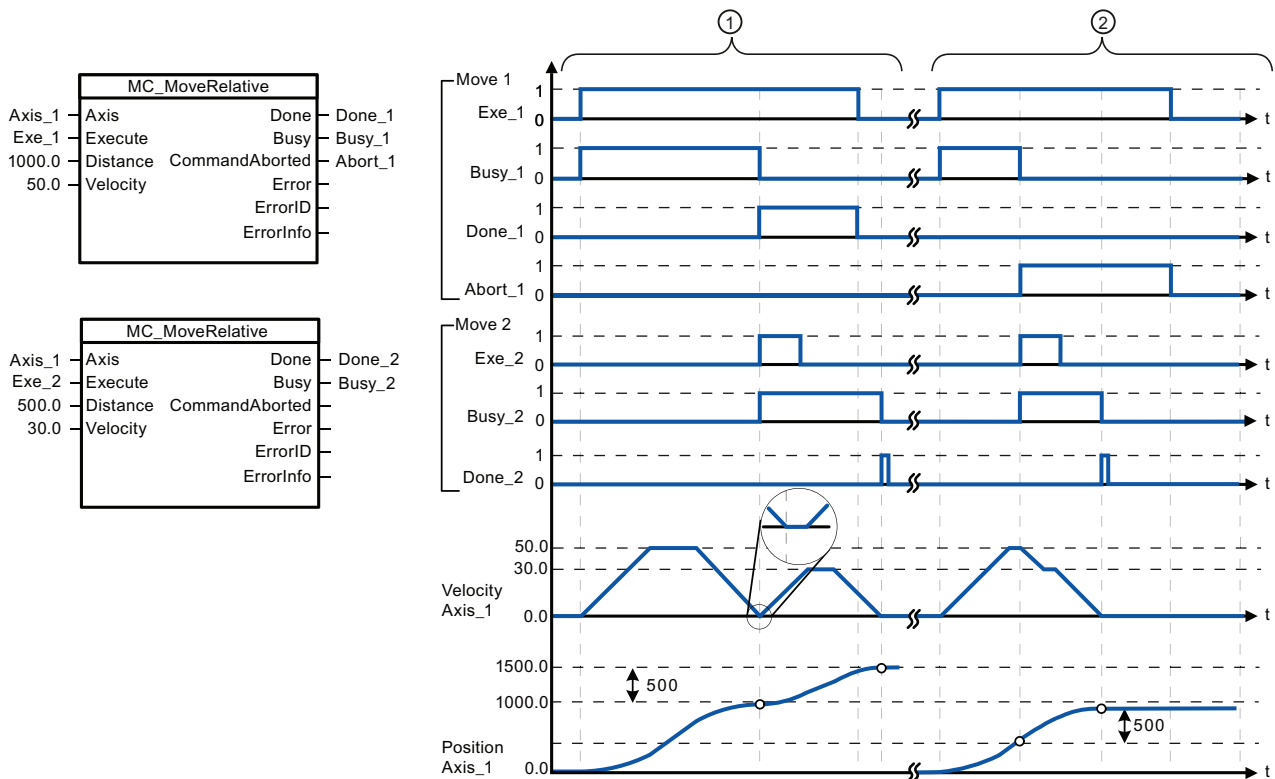 MC_MoveRelative
Axis_1 Axis Done Done_1
Exe_1 Execute Busy Busy_1
1000.0 Distance CommandAborted Abort_1
50.0 Velocity Error
ErrorID
ErrorInfo
MC_MoveRelative
Axis_1 Axis Done Done_2
Exe_2 Execute Busy Busy_2
500.0 Distance CommandAborted
30.0 Velocity Error
ErrorID
ErrorInfo
1 2
Move 1
Exe_1 1 0 t
Busy_1 1 0 t
Done_1 1 0 t
Abort_1 1 0 t
Move 2
Exe_2 1 0 t
Busy_2 1 0 t
Done_2 1 0 t
50.0
30.0
Velocity
Axis_1
0.0 t
1500.0
500
1000.0
500
Position
Axis_1
0.0 t